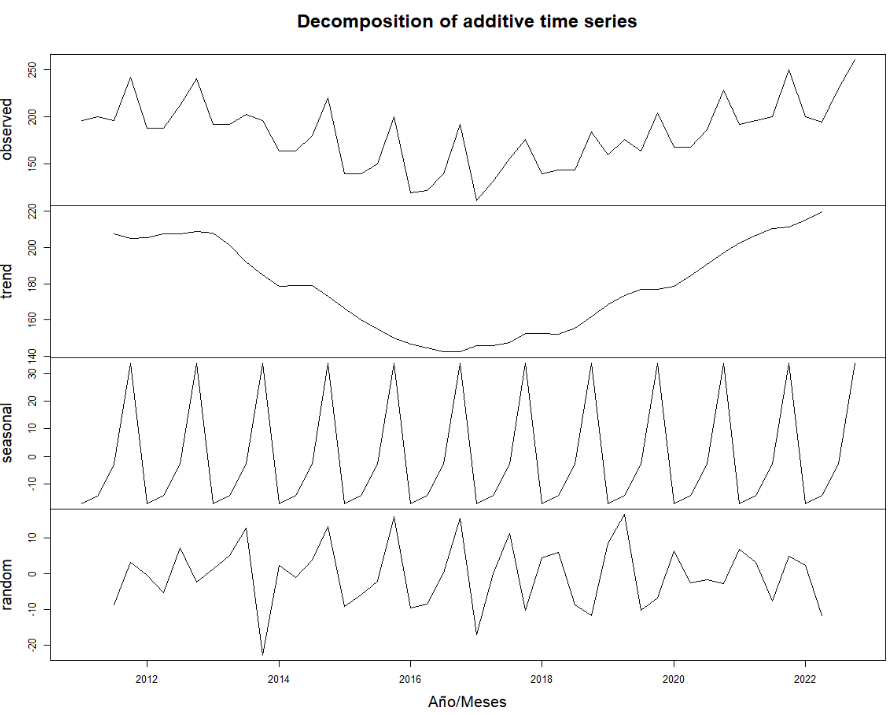 Decomposition of additive time series
observed
150 200 250
trend
140 160 180 200 220
seasonal
-10 0 10 20 30
random
-20 -10 0 10
2012 2014 2016 2018 2020 2022
Año/Meses